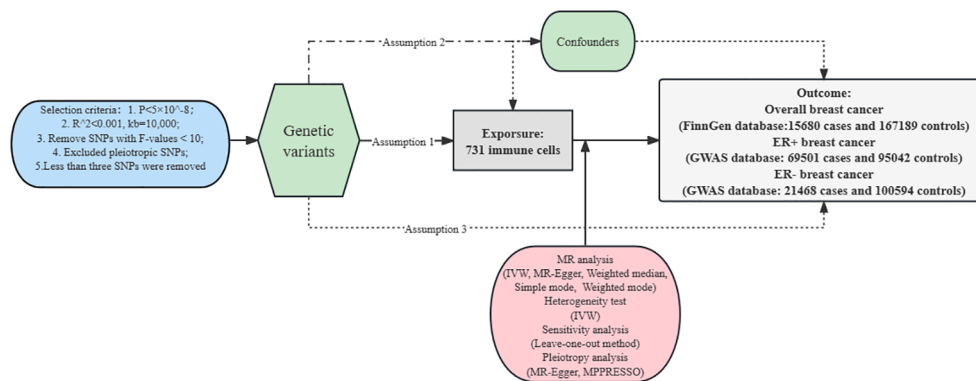 Selection criteria: 1. P<5×10^-8;
2. R^2<0.001, kb=10,000;
3. Remove SNPs with F-values < 10;
4. Excluded pleiotropic SNPs;
5.Less than three SNPs were removed
Genetic
variants
Assumption 2
Assumption 1
Assumption 3
Confounders
Exporsure:
731 immune cells
Outcome:
Overall breast cancer
(FinnGen database:15680 cases and 167189 controls)
ER+ breast cancer
(GWAS database: 69501 cases and 95042 controls)
ER- breast cancer
(GWAS database: 21468 cases and 100594 controls)
MR analysis
(IVW, MR-Egger, Weighted median,
Simple mode, Weighted mode)
Heterogeneity test
(IVW)
Sensitivity analysis
(Leave-one-out method)
Pleiotropy analysis
(MR-Egger, MPPRESSO)